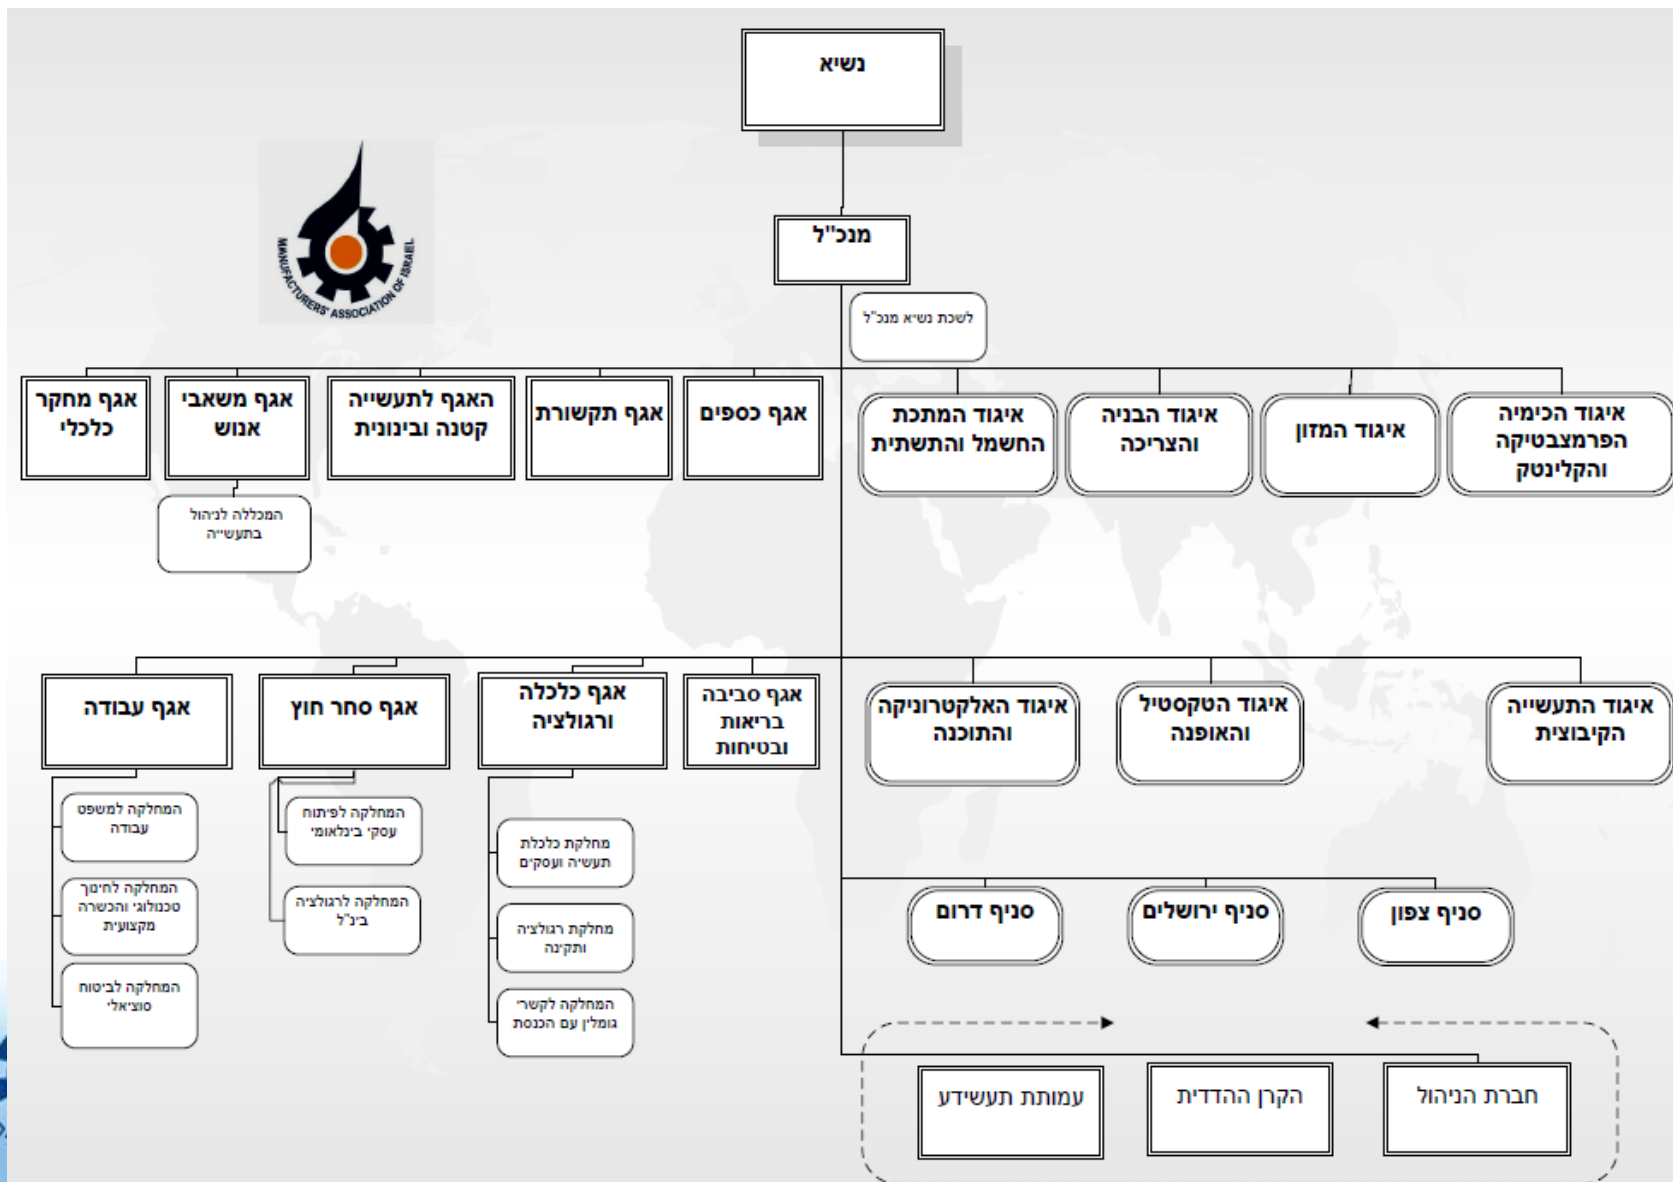 נשיא
MANUFACTURERS' ASSOCIATION OF ISRAEL
מנכ"ל
לשכת נשיא מנכ"ל
איגוד הכימיה
הפרמצבטיקה
והקלינטק
איגוד המזון
איגוד הבניה
והצריכה
איגוד המתכת
החשמל והתשתית
אגף כספים
אגף תקשורת
האגף לתעשייה
קטנה ובינונית
אגף משאבי
אנוש
אגף מחקר
כלכלי
המכללה לניהול
בתעשייה
איגוד התעשייה
הקיבוצית
איגוד הטקסטיל
והאופנה
איגוד האלקטרוניקה
והתוכנה
אגף סביבה
בריאות
ובטיחות
אגף כלכלה
ורגולציה
אגף סחר חוץ
אגף עבודה
מחלקת כלכלת
תעשיה ועסקים
מחלקת רגולציה
ותקינה
המחלקה לקשרי
גומלין עם הכנסת
המחלקה לפיתוח
עסקי בינלאומי
המחלקה לרגולציה
בינ"ל
המחלקה למשפט
עבודה
המחלקה לחינוך
טכנולוגי והכשרה
מקצועית
המחלקה לביטוח
סוציאלי
סניף צפון
סניף ירושלים
סניף דרום
חברת הניהול
הקרן ההדדית
עמותת תעשידע